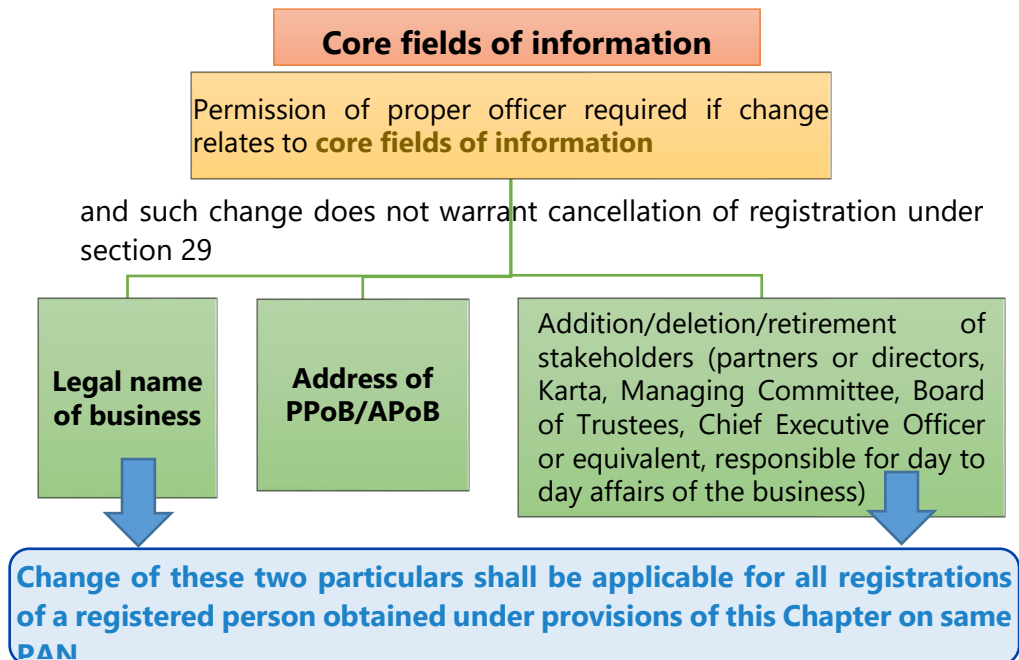 Core fields of information
Permission of proper officer required if change
relates to core fields of information
and such change does not warrant cancellation of registration under
section 29
Legal name
of business
Address of
PPoB/APoB
Addition/deletion/retirement of
stakeholders (partners or directors,
Karta, Managing Committee, Board
of Trustees, Chief Executive Officer
or equivalent, responsible for day to
day affairs of the business)
Change of these two particulars shall be applicable for all registrations
of a registered person obtained under provisions of this Chapter on same
PAN